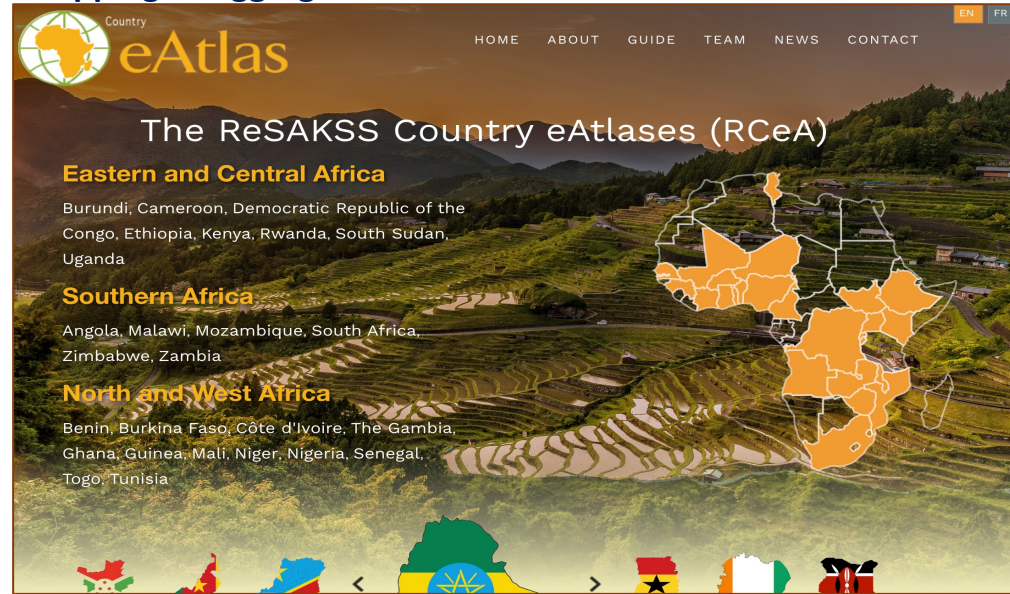 Country
eAtlas
EN FR
HOME ABOUT GUIDE TEAM NEWS CONTACT
The ReSAKSS Country eAtlases (RCeA)
Eastern and Central Africa
Burundi, Cameroon, Democratic Republic of the
Congo, Ethiopia, Kenya, Rwanda, South Sudan,
Uganda
Southern Africa
Angola, Malawi, Mozambique, South Africa,
Zimbabwe, Zambia
North and West Africa
Benin, Burkina Faso, Côte d'Ivoire, The Gambia,
Ghana, Guinea, Mali, Niger, Nigeria, Senegal,
Togo, Tunisia